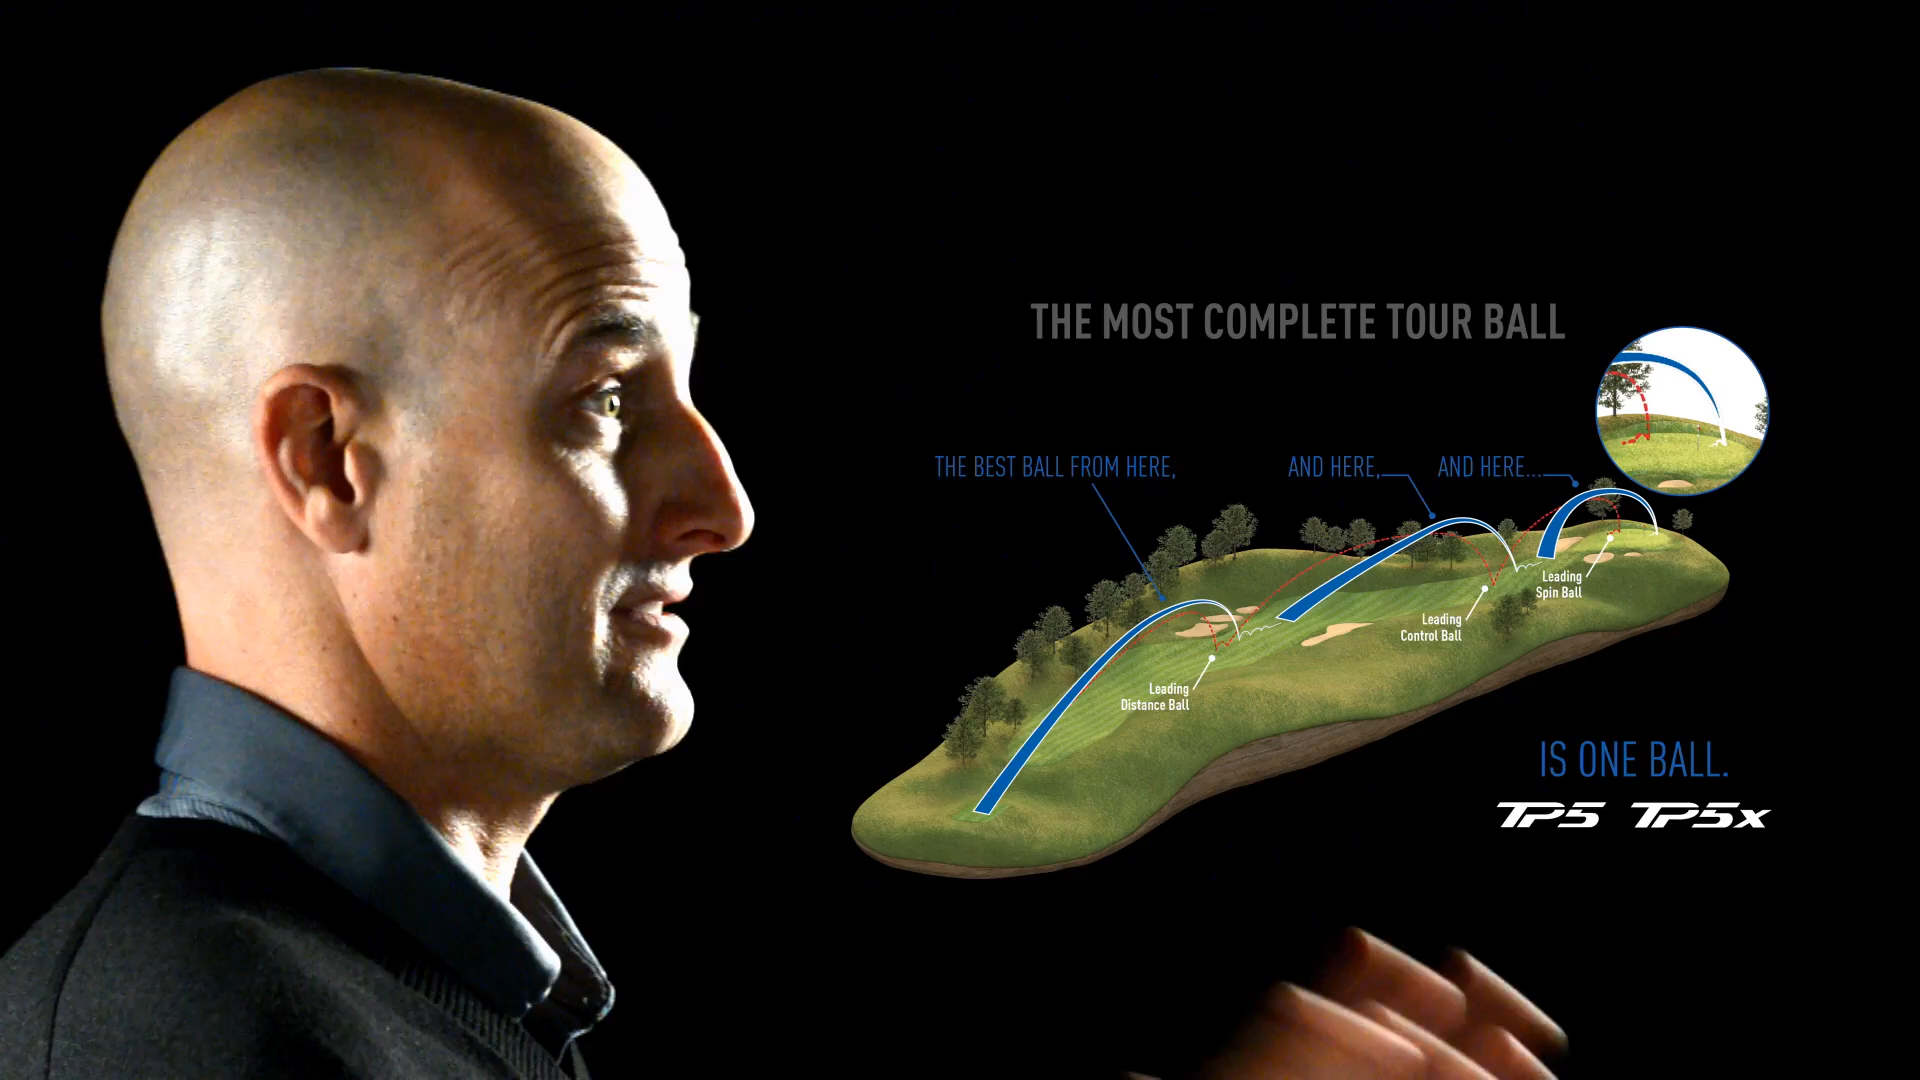 THE MOST COMPLETE TOUR BALL
THE BEST BALL FROM HERE,
AND HERE,
AND HERE...
Leading
Spin Ball
Leading
Control Ball
Leading
Distance Ball
IS ONE BALL.
TP5 TP5x